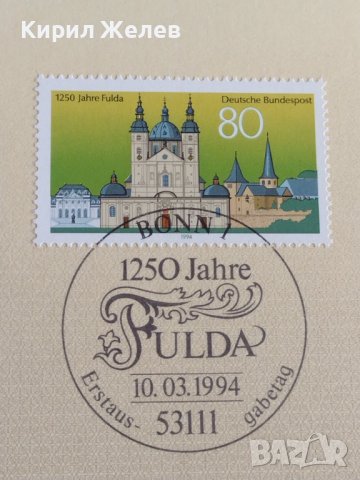 Кирил Желев
1250 Jahre Fulda
Deutsche Bundespost
80
1994
BONN 1
1250 Jahre
FULDA
10.03.1994
53111
Erstaus- gabetag
BAZAR